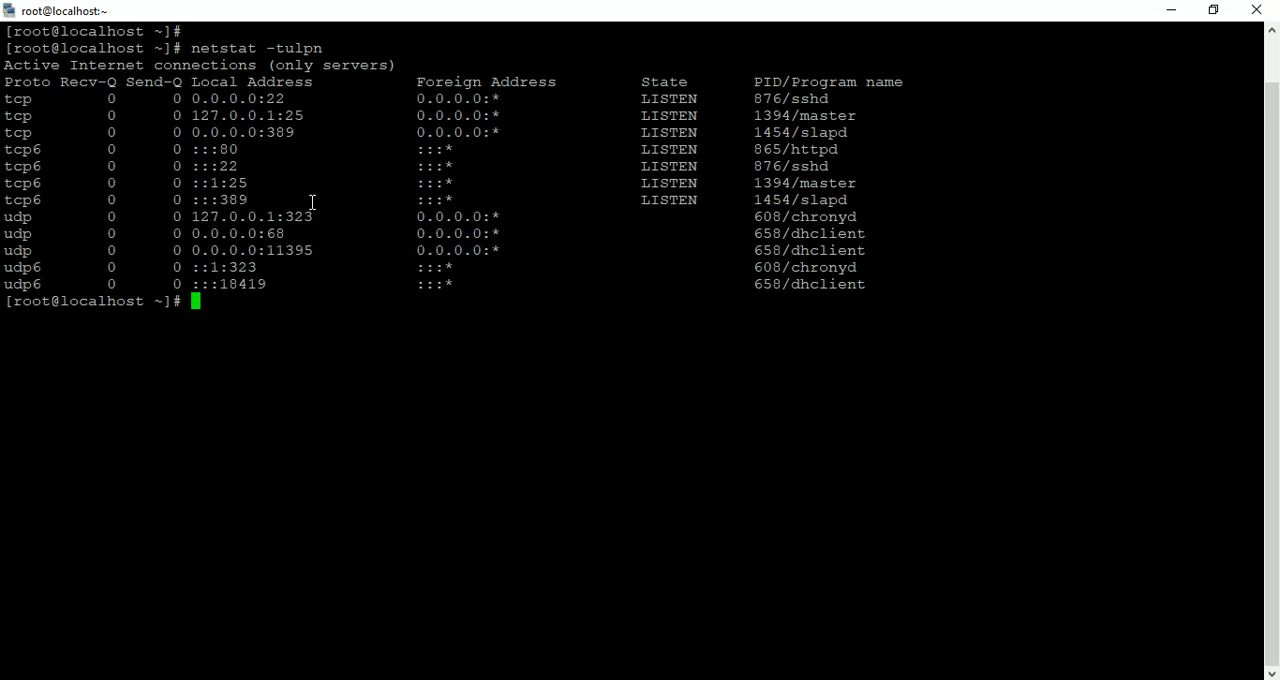 root@localhost:~
[root@localhost ~]#
[root@localhost ~]# netstat -tulpn
Active Internet connections (only servers)
Proto Recv-Q Send-Q Local Address           Foreign Address         State       PID/Program name
tcp        0      0 0.0.0.0:22              0.0.0.0:*               LISTEN      876/sshd
tcp        0      0 127.0.0.1:25            0.0.0.0:*               LISTEN      1394/master
tcp        0      0 0.0.0.0:389             0.0.0.0:*               LISTEN      1454/slapd
tcp6       0      0 :::80                   :::*                    LISTEN      865/httpd
tcp6       0      0 :::22                   :::*                    LISTEN      876/sshd
tcp6       0      0 ::1:25                  :::*                    LISTEN      1394/master
tcp6       0      0 :::389                  :::*                    LISTEN      1454/slapd
udp        0      0 127.0.0.1:323           0.0.0.0:*                           608/chronyd
udp        0      0 0.0.0.0:68              0.0.0.0:*                           658/dhclient
udp        0      0 0.0.0.0:11395           0.0.0.0:*                           658/dhclient
udp6       0      0 ::1:323                 :::*                                608/chronyd
udp6       0      0 :::18419                :::*                                658/dhclient
[root@localhost ~]#